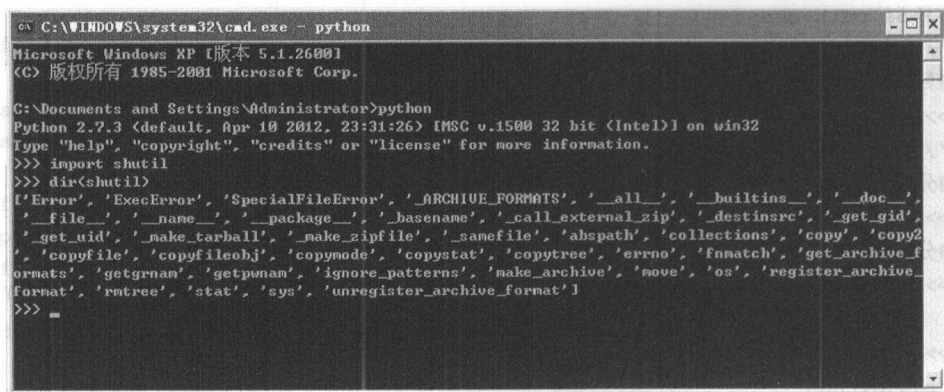 C:\WINDOWS\system32\cmd.exe - python
Microsoft Windows XP [版本 5.1.2600]
(C) 版权所有 1985-2001 Microsoft Corp.
C:\Documents and Settings\Administrator>python
Python 2.7.3 (default, Apr 10 2012, 23:31:26) [MSC v.1500 32 bit (Intel)] on win32
Type "help", "copyright", "credits" or "license" for more information.
>>> import shutil
>>> dir(shutil)
['Error', 'ExecError', 'SpecialFileError', '_ARCHIVE_FORMATS', '__all__', '__builtins__', '__doc__',
'__file__', '__name__', '__package__', '_basename', '_call_external_zip', '_destinsrc', '_get_gid',
'_get_uid', '_make_tarball', '_make_zipfile', '_samefile', 'abspath', 'collections', 'copy', 'copy2'
, 'copyfile', 'copyfileobj', 'copymode', 'copystat', 'copytree', 'errno', 'fnmatch', 'get_archive_f
ormats', 'getgrnam', 'getpwnam', 'ignore_patterns', 'make_archive', 'move', 'os', 'register_archive_
format', 'rmtree', 'stat', 'sys', 'unregister_archive_format']
>>>